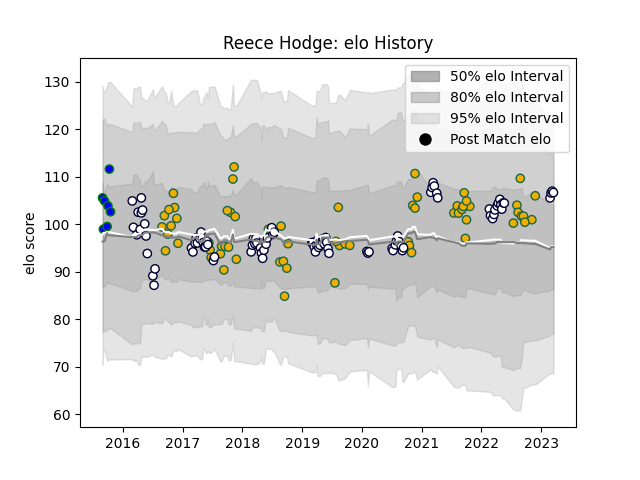 Reece Hodge: elo History
50% elo Interval
80% elo Interval
95% elo Interval
Post Match elo
elo score
130
120
110
100
90
80
70
60
2016 2017 2018 2019 2020 2021 2022 2023